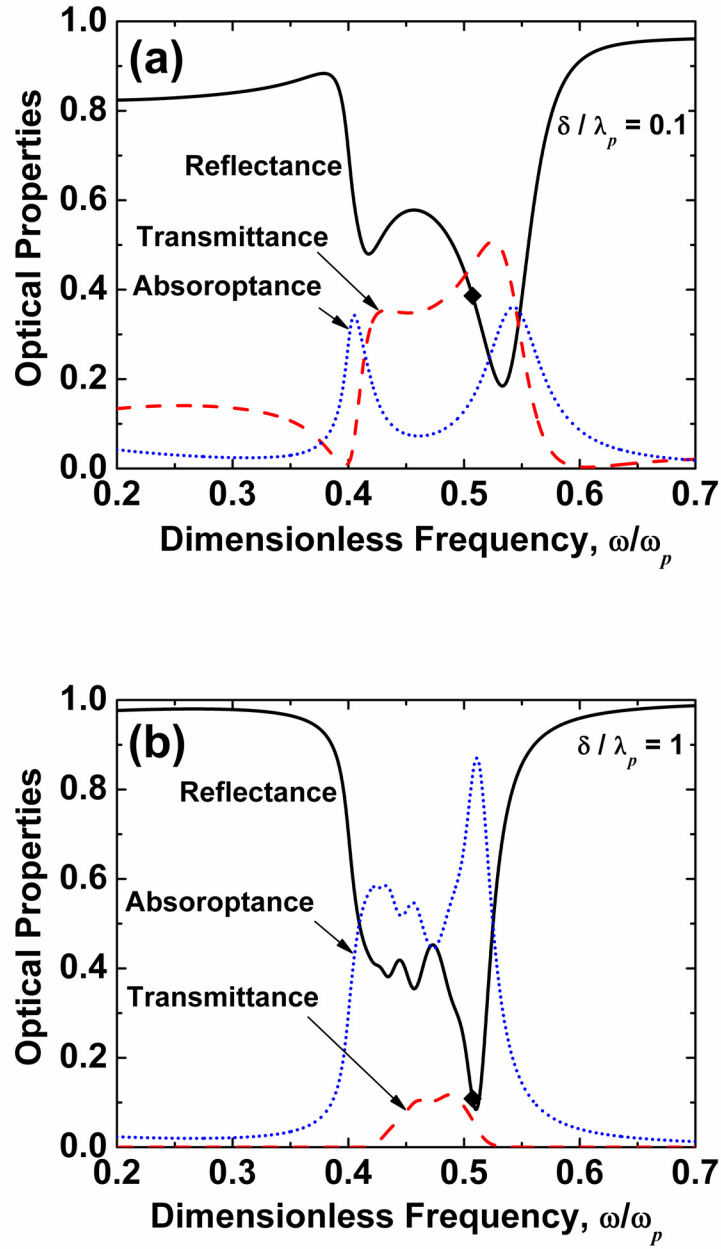 (a)
1.0
0.8
0.6
0.4
0.2
0.0
Optical Properties
δ / λp = 0.1
Reflectance
Transmittance
Absoroptance
0.2 0.3 0.4 0.5 0.6 0.7
Dimensionless Frequency, ω/ωp
(b)
1.0
0.8
0.6
0.4
0.2
0.0
Optical Properties
δ / λp = 1
Reflectance
Absoroptance
Transmittance
0.2 0.3 0.4 0.5 0.6 0.7
Dimensionless Frequency, ω/ωp